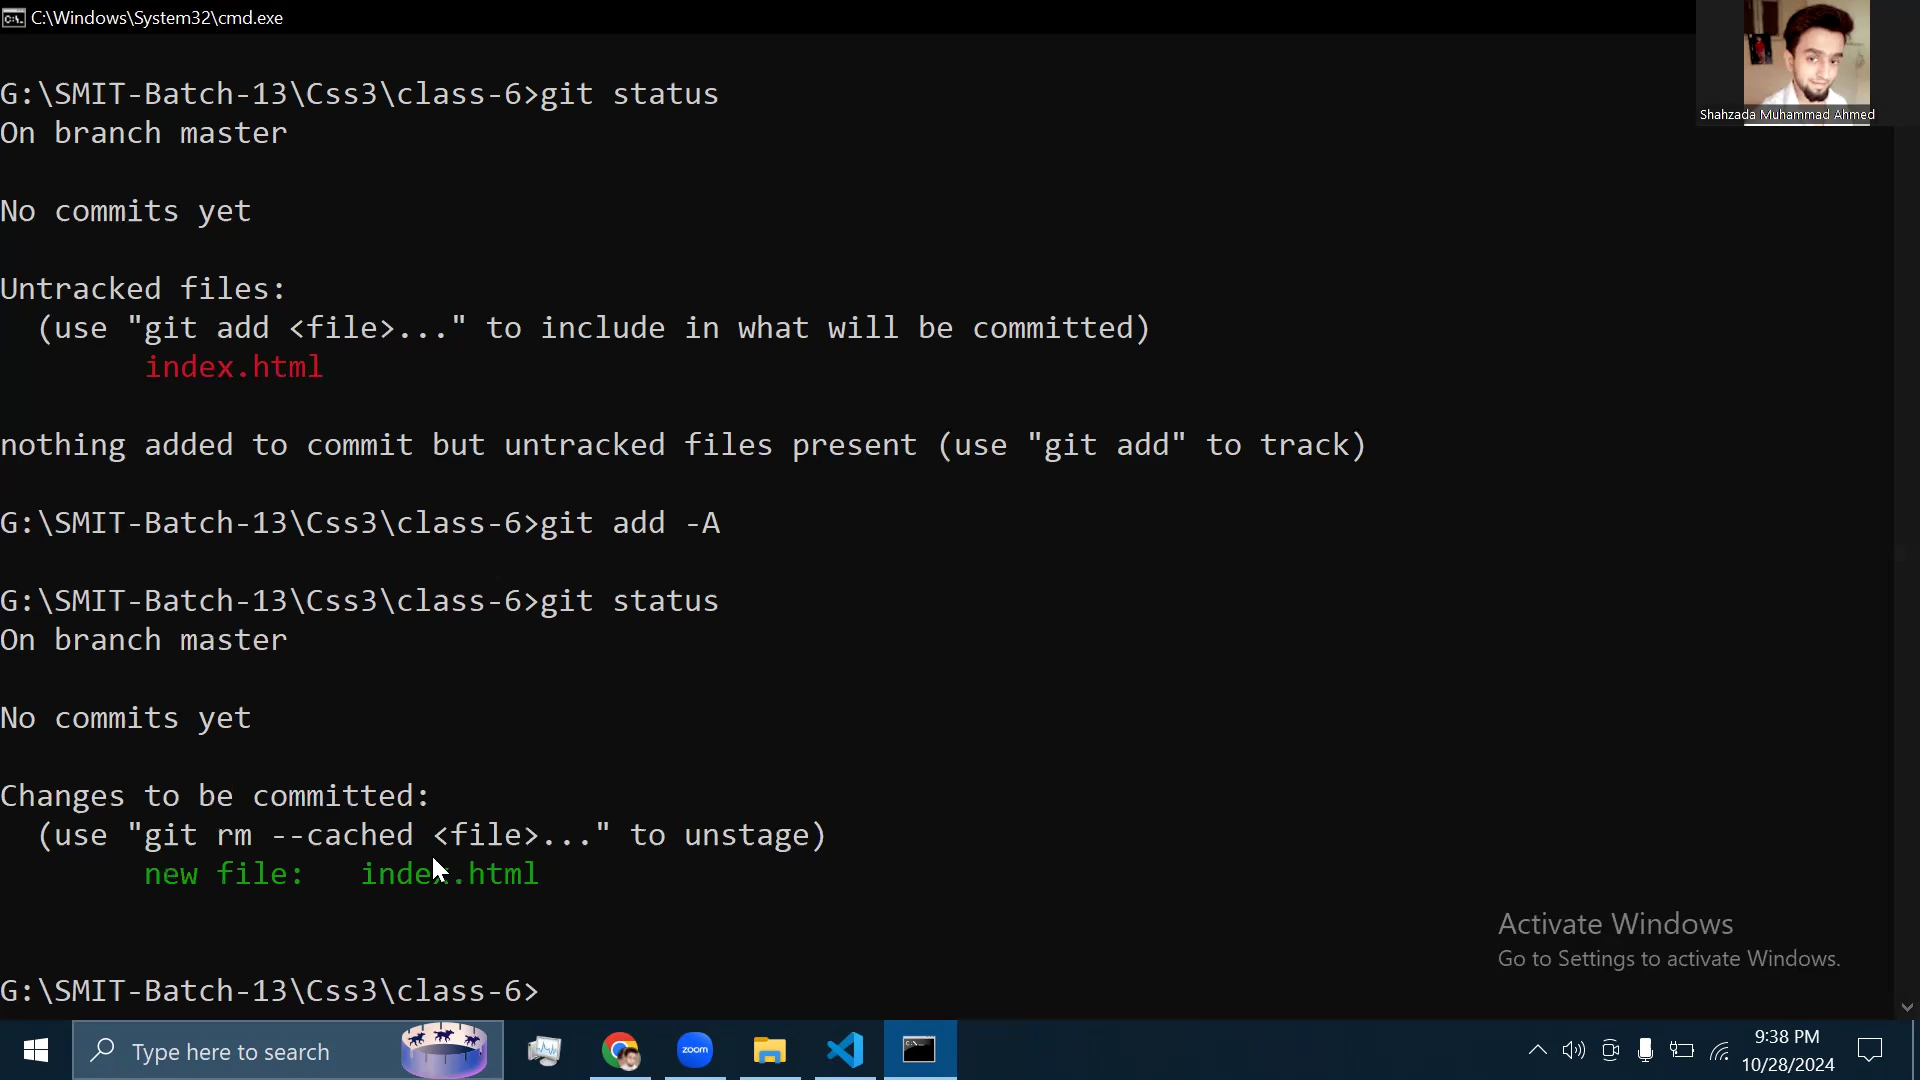 C:\Windows\System32\cmd.exe
Shahzada Muhammad Ahmed
G:\SMIT-Batch-13\Css3\class-6>git status
On branch master
No commits yet
Untracked files:
  (use "git add <file>..." to include in what will be committed)
        index.html
nothing added to commit but untracked files present (use "git add" to track)
G:\SMIT-Batch-13\Css3\class-6>git add -A
G:\SMIT-Batch-13\Css3\class-6>git status
On branch master
No commits yet
Changes to be committed:
  (use "git rm --cached <file>..." to unstage)
        new file:   index.html
Activate Windows
Go to Settings to activate Windows.
G:\SMIT-Batch-13\Css3\class-6>
Type here to search
zoom
9:38 PM
10/28/2024